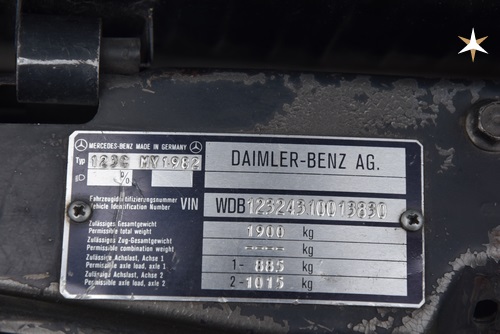 MERCEDES-BENZ MADE IN GERMANY
Typ 123C MY1982
DAIMLER-BENZ AG.
%
Fahrzeugidentifizierungsnummer
Vehicle Identification Number VIN WDB12324310013830
Zulässiges Gesamtgewicht
Permissible total weight 1900 kg
Zulässiges Zug-Gesamtgewicht
Permissible combination weight ---- kg
Zulässige Achslast, Achse 1
Permissible axle load, axle 1 1- 885 kg
Zulässige Achslast, Achse 2
Permissible axle load, axle 2 2- 1015 kg